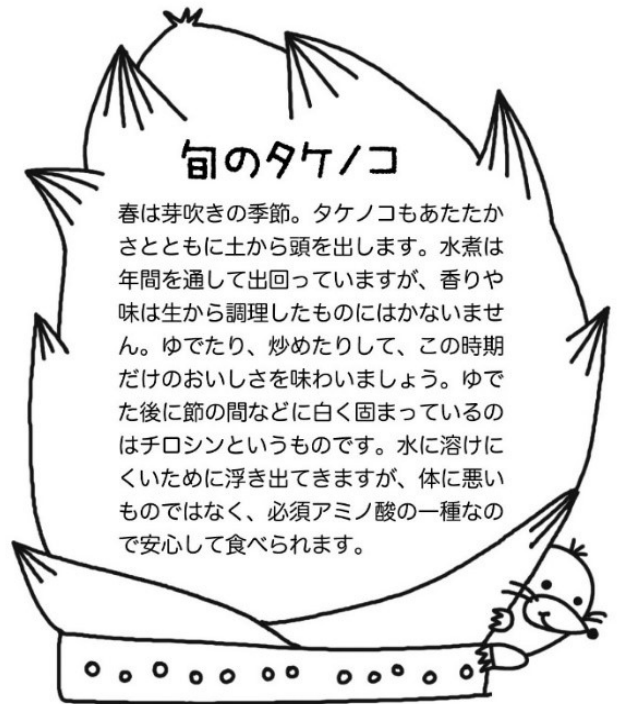 旬のタケノコ
春は芽吹きの季節。タケノコもあたたか
さとともに土から頭を出します。水煮は
年間を通して出回っていますが、香りや
味は生から調理したものにはかないませ
ん。ゆでたり、炒めたりして、この時期
だけのおいしさを味わいましょう。ゆで
た後に節の間などに白く固まっているの
はチロシンというものです。水に溶けに
くいために浮き出てきますが、体に悪い
ものではなく、必須アミノ酸の一種なの
で安心して食べられます。